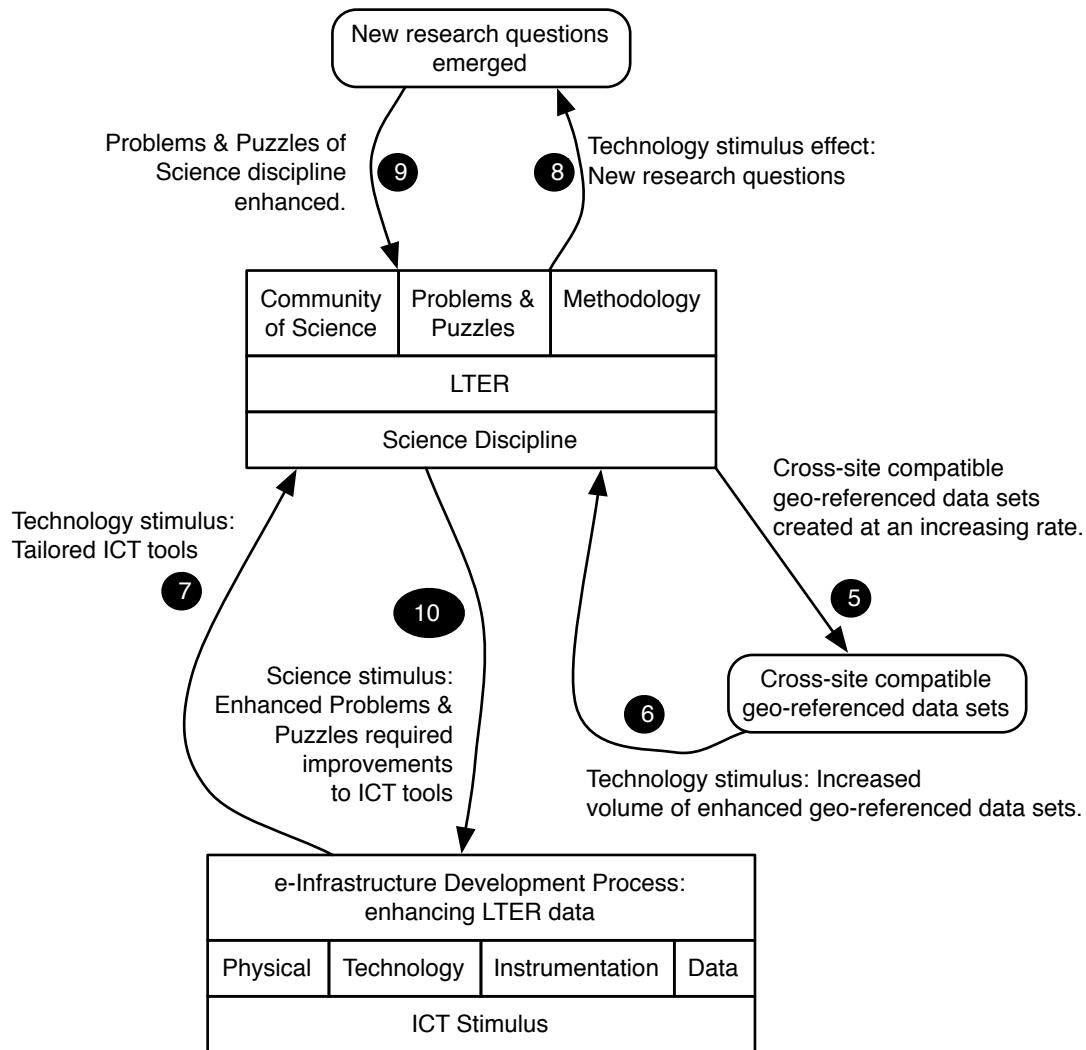 New research questions
emerged
Problems & Puzzles of
Science discipline
enhanced.
9
8
Technology stimulus effect:
New research questions
Community
of Science
Problems &
Puzzles
Methodology
LTER
Science Discipline
Technology stimulus:
Tailored ICT tools
7
10
Science stimulus:
Enhanced Problems &
Puzzles required
improvements
to ICT tools
Cross-site compatible
geo-referenced data sets
created at an increasing rate.
5
Cross-site compatible
geo-referenced data sets
6
Technology stimulus: Increased
volume of enhanced geo-referenced data sets.
e-Infrastructure Development Process:
enhancing LTER data
Physical
Technology
Instrumentation
Data
ICT Stimulus